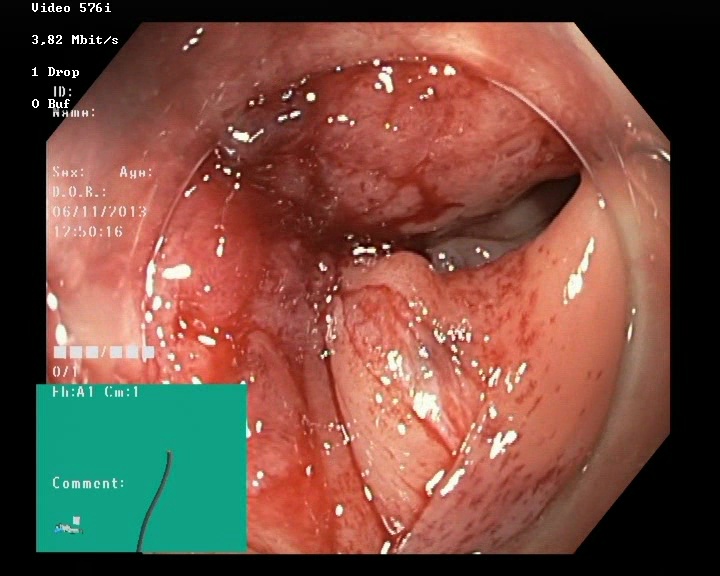 Video 576i
3,82 Mbit/s
1 Drop
0 Buf
ID:
Name:
Sex: Age:
D.O.B.:
06/11/2013
12:50:16
0/1
Eh:A1 Cm:1
Comment: